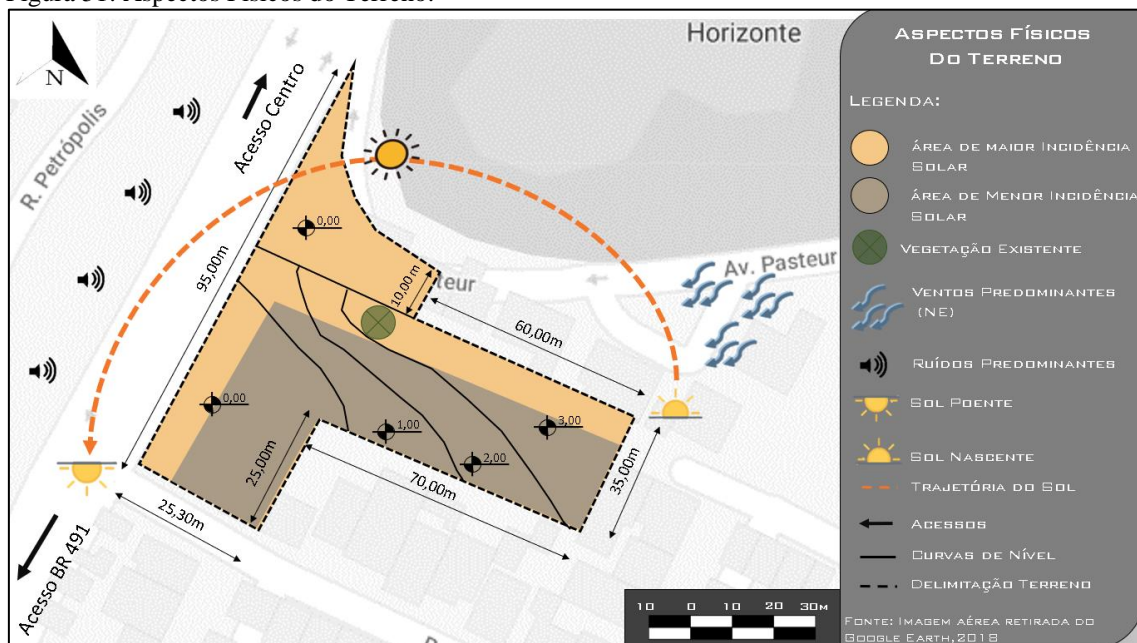 Figura 31: Aspectos Físicos do Terreno.
N
R. Petrópolis
Acesso Centro
Horizonte
0,00
95,00m
10,00 m
teur
Av. Pasteur
60,00m
0,00
1,00
2,00
3,00
25,00m
70,00m
35,00m
25,30m
Acesso BR 491
10 0 10 20 30M
ASPECTOS FÍSICOS
DO TERRENO
LEGENDA:
ÁREA DE MAIOR INCIDÊNCIA
SOLAR
ÁREA DE MENOR INCIDÊNCIA
SOLAR
VEGETAÇÃO EXISTENTE
VENTOS PREDOMINANTES
(NE)
RUÍDOS PREDOMINANTES
SOL POENTE
SOL NASCENTE
TRAJETÓRIA DO SOL
ACESSOS
CURVAS DE NÍVEL
DELIMITAÇÃO TERRENO
FONTE: IMAGEM AÉREA RETIRADA DO
GOOGLE EARTH,2018